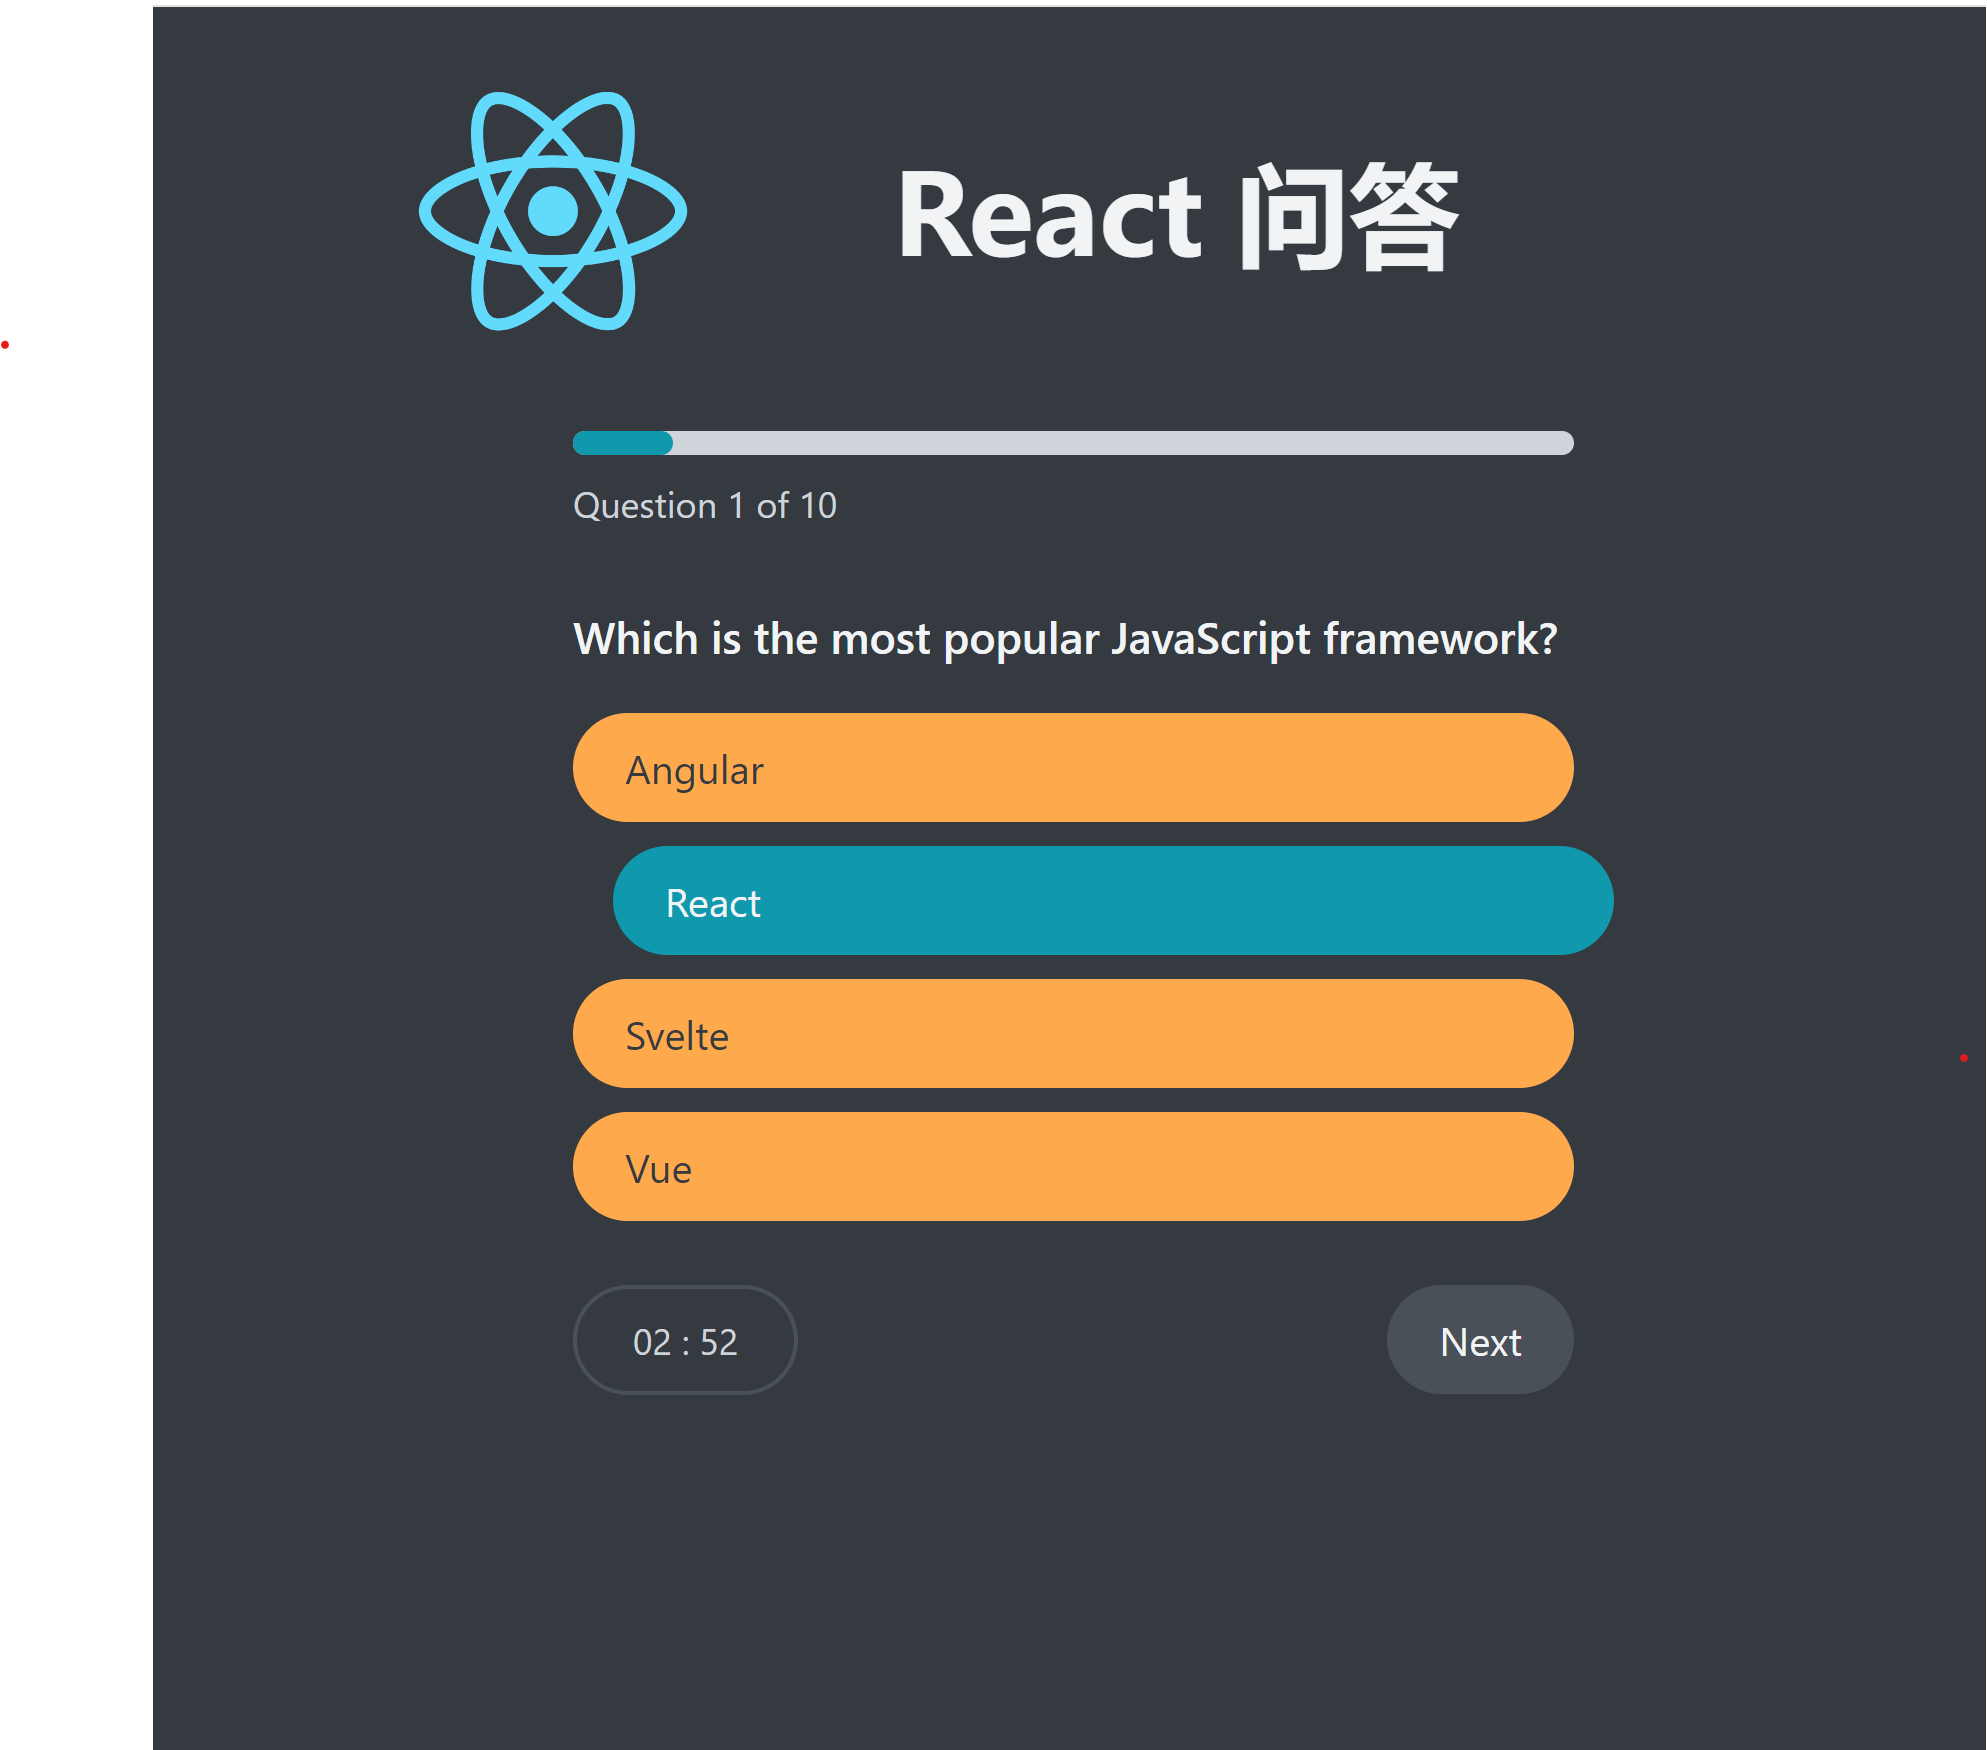 React 问答
Question 1 of 10
Which is the most popular JavaScript framework?
Angular
React
Svelte
Vue
02 : 52
Next